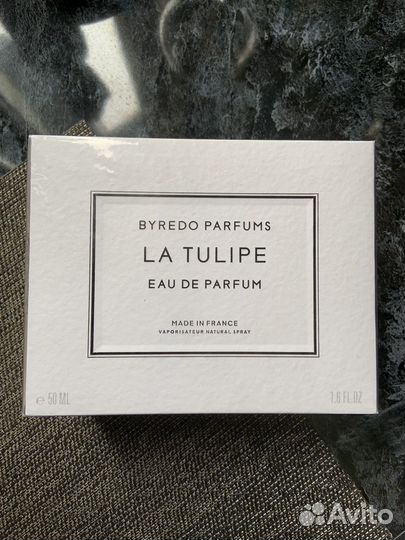 BYREDO PARFUMS
LA TULIPE
EAU DE PARFUM
MADE IN FRANCE
VAPORISATEUR NATURAL SPRAY
℮ 50 ML 1.6 FL.OZ
Avito